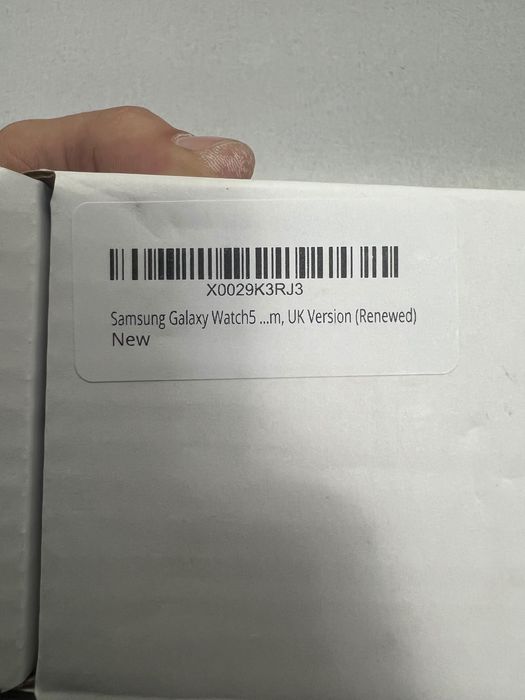 X0029K3RJ3
Samsung Galaxy Watch5 ...m, UK Version (Renewed)
New